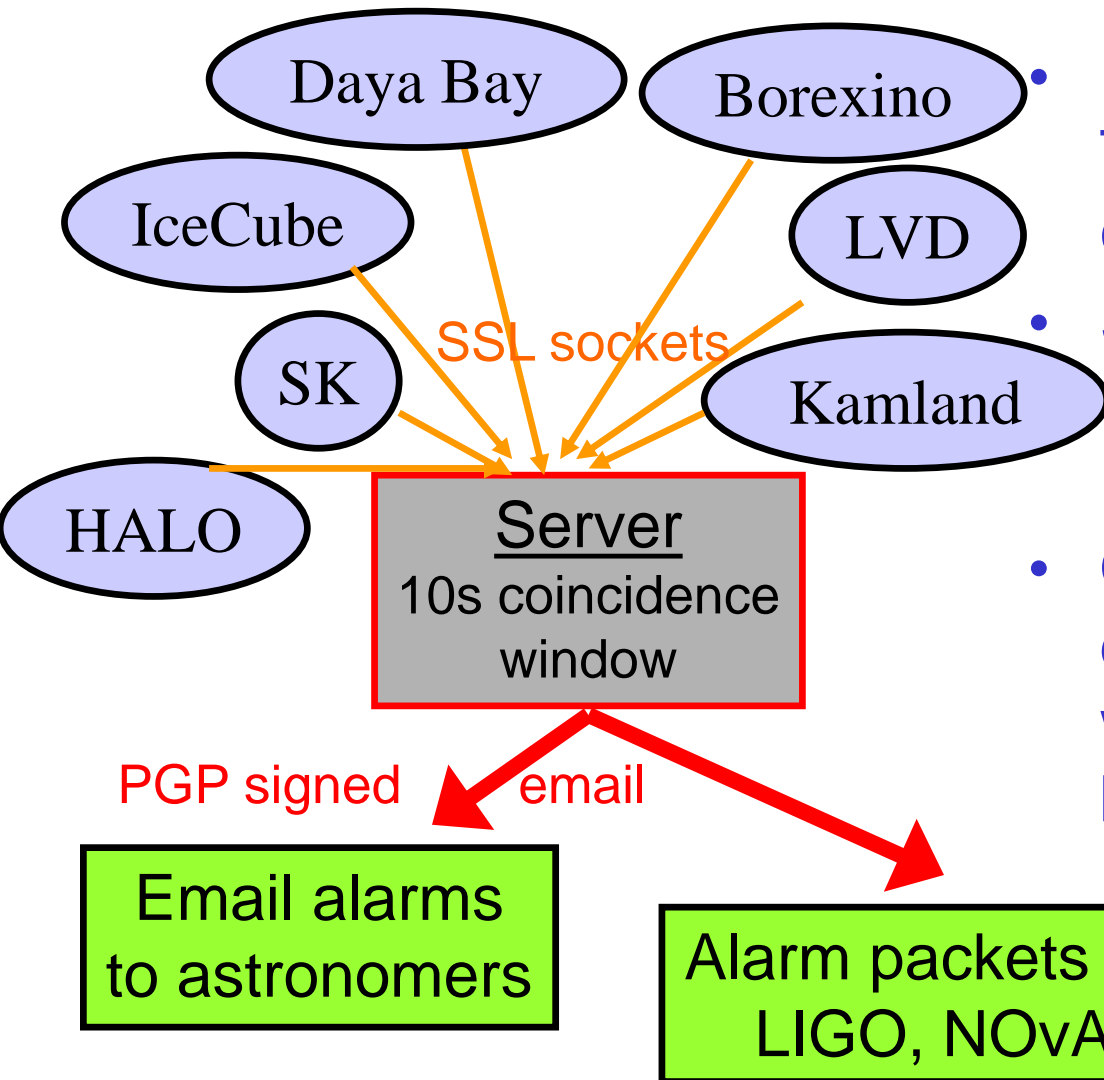 Daya Bay
Borexino
IceCube
LVD
SSL sockets
SK
Kamland
HALO
Server
10s coincidence
window
PGP signed email
Email alarms
to astronomers
Alarm packets
LIGO, NOvA